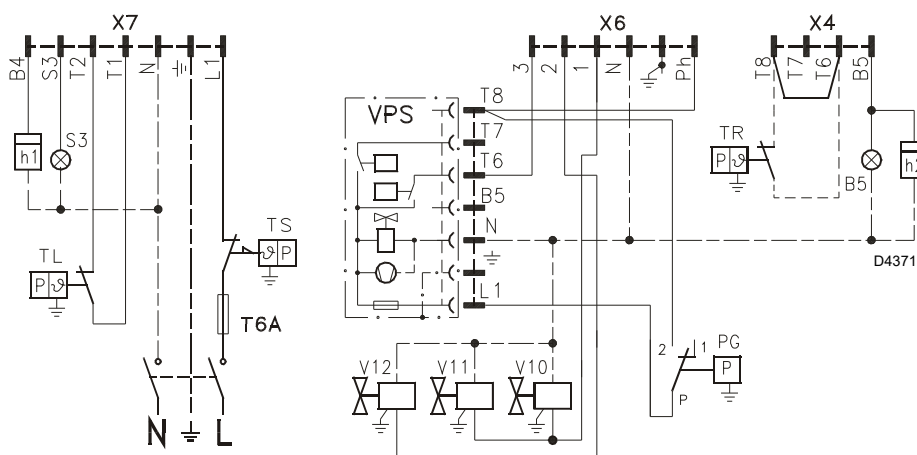 X7
X6
X4
B4
S3
T2
T1
N
L1
3
2
1
N
Ph
T8
T7
T6
B5
VPS
T8
T7
T6
B5
N
L1
h1
S3
TS
ϑ P
TL
P ϑ
T6A
N
L
TR
P ϑ
B5
h2
D4371
V12
V11
V10
2
1
P
PG
P